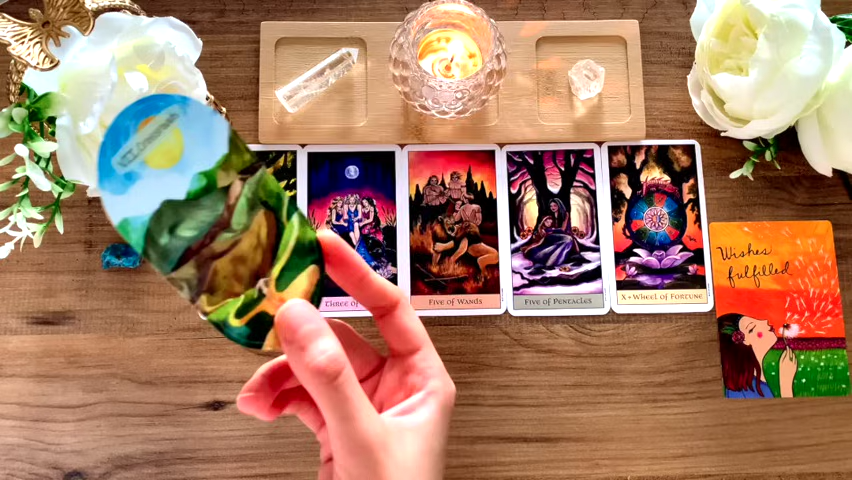 Three of
Five of Wands
Five of Pentacles
X • Wheel of Fortune
Wishes
fulfilled